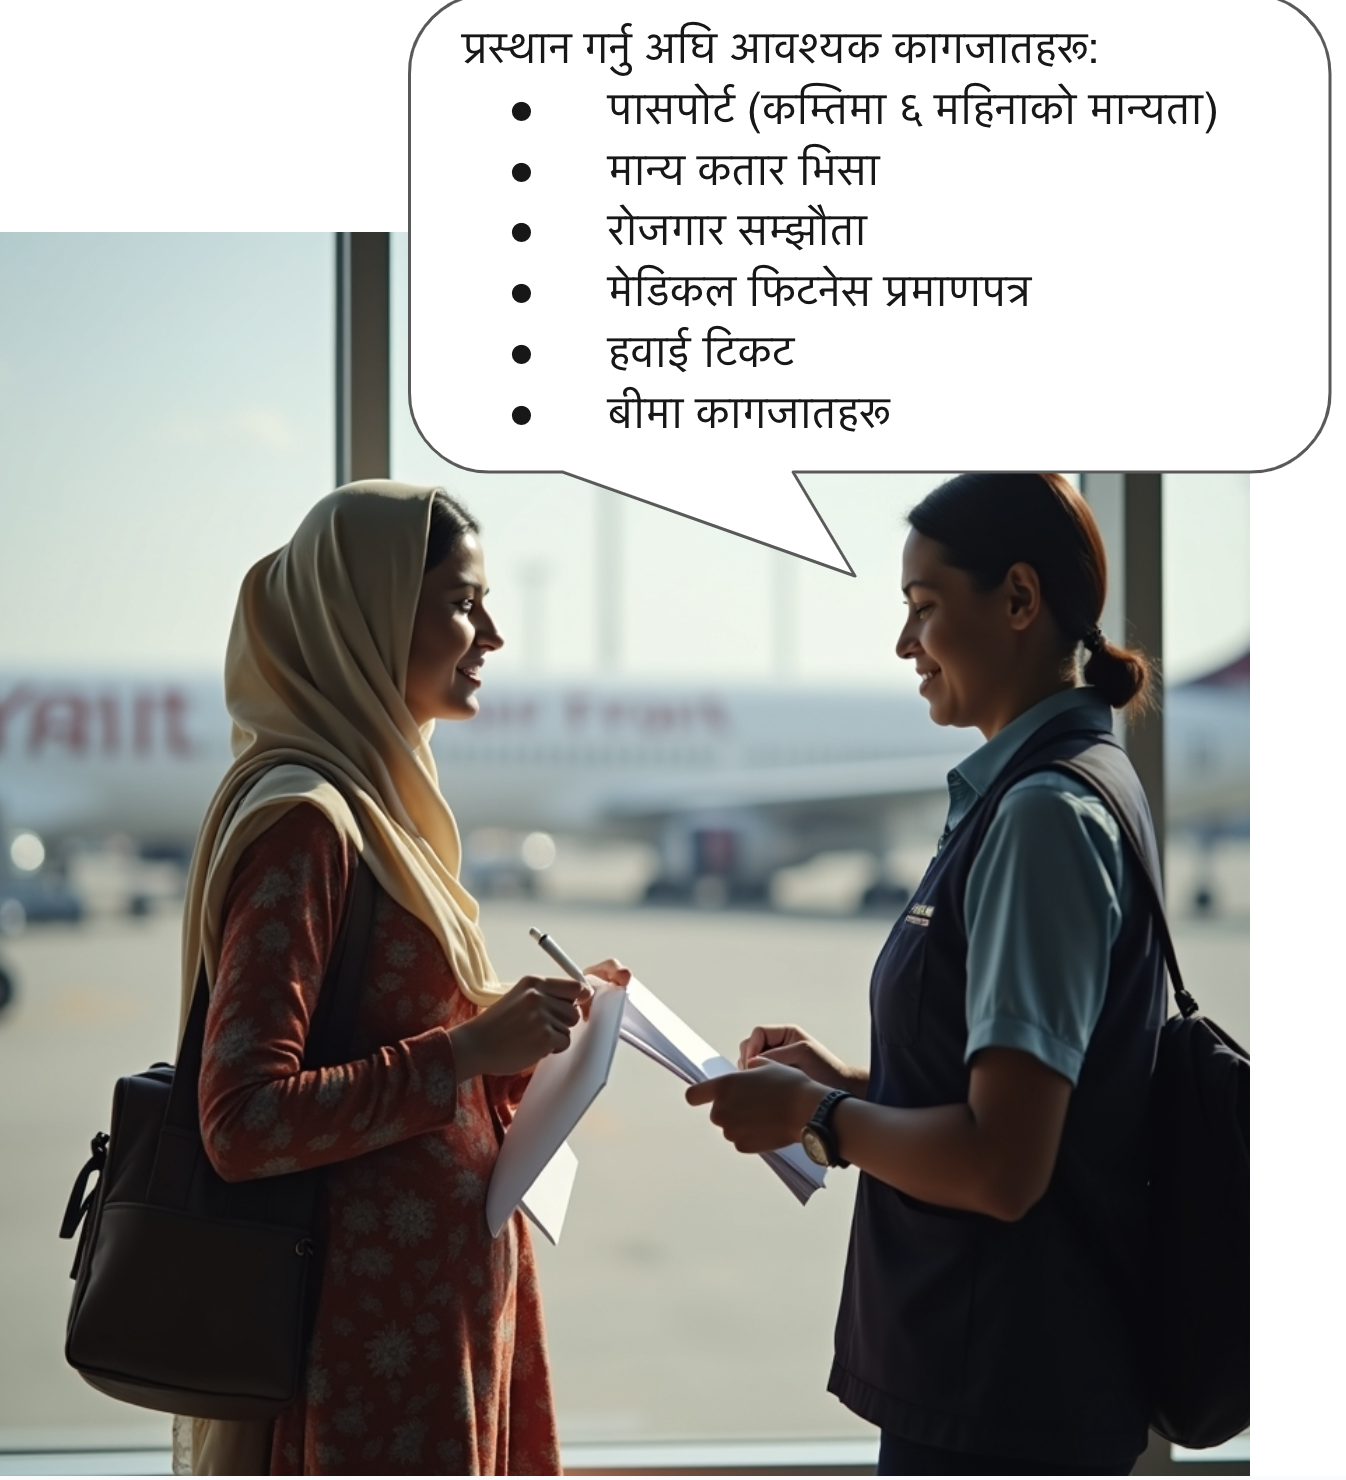 प्रस्थान गर्नु अघि आवश्यक कागजातहरू:
● पासपोर्ट (कम्तिमा ६ महिनाको मान्यता)
● मान्य कतार भिसा
● रोजगार सम्झौता
● मेडिकल फिटनेस प्रमाणपत्र
● हवाई टिकट
● बीमा कागजातहरू